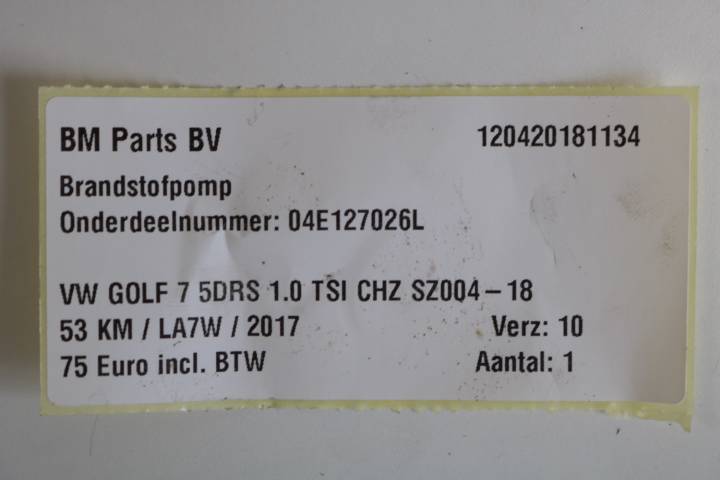 BM Parts BV 120420181134
Brandstofpomp
Onderdeelnummer: 04E127026L
VW GOLF 7 5DRS 1.0 TSI CHZ SZ004-18
53 KM / LA7W / 2017 Verz: 10
75 Euro incl. BTW Aantal: 1